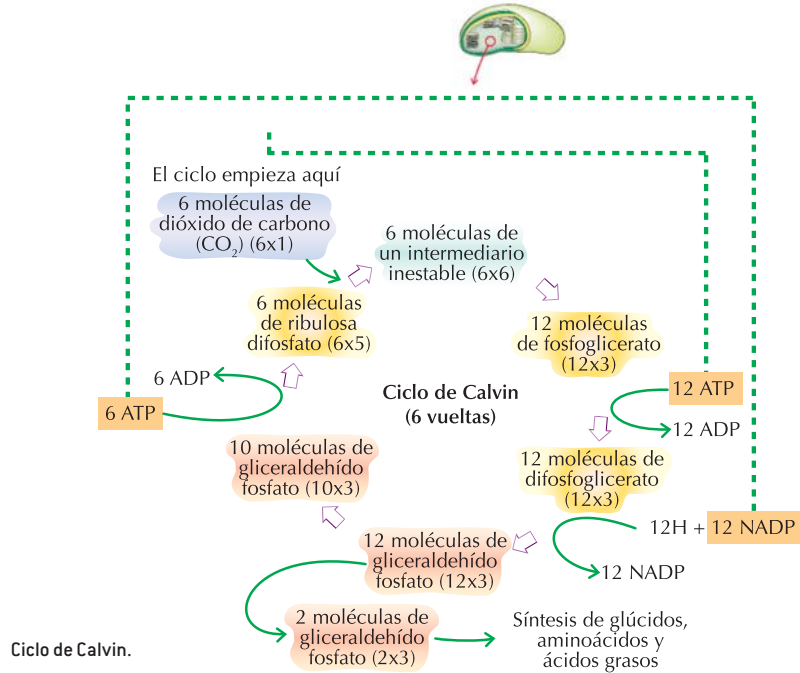 El ciclo empieza aquí
6 moléculas de
dióxido de carbono
(CO₂) (6x1)
6 moléculas de
un intermediario
inestable (6x6)
6 moléculas
de ribulosa
difosfato (6x5)
12 moléculas
de fosfoglicerato
(12x3)
6 ADP
6 ATP
Ciclo de Calvin
(6 vueltas)
12 ATP
12 ADP
10 moléculas de
gliceraldehído
fosfato (10x3)
12 moléculas de
difosfoglicerato
(12x3)
12H + 12 NADP
12 NADP
12 moléculas de
gliceraldehído
fosfato (12x3)
2 moléculas de
gliceraldehído
fosfato (2x3)
Síntesis de glúcidos,
aminoácidos y
ácidos grasos
Ciclo de Calvin.